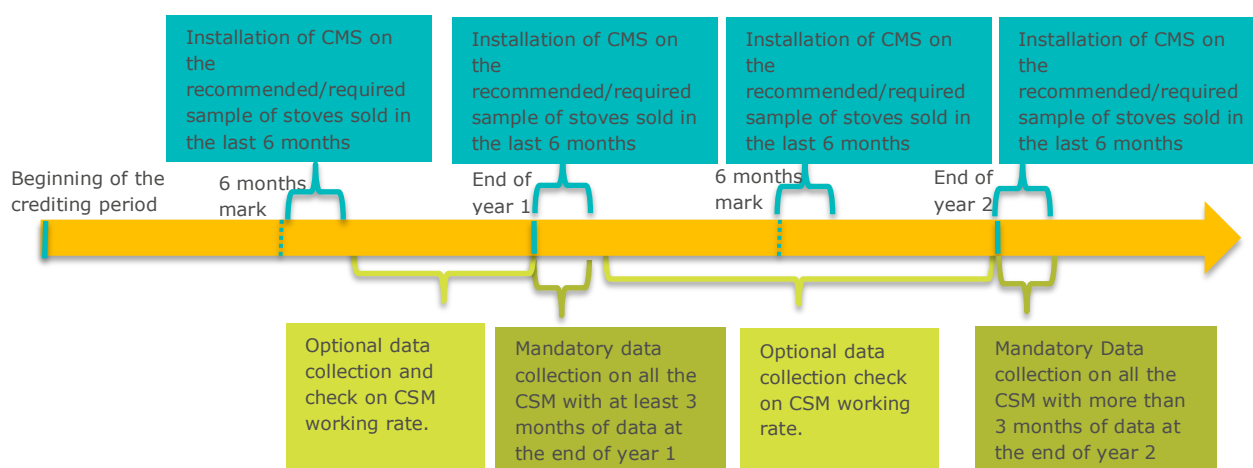 Installation of CMS on
the
recommended/required
sample of stoves sold in
the last 6 months
Installation of CMS on
the
recommended/required
sample of stoves sold in
the last 6 months
Installation of CMS on
the
recommended/required
sample of stoves sold in
the last 6 months
Installation of CMS on
the
recommended/required
sample of stoves sold in
the last 6 months
Beginning of the
crediting period
6 months
mark
End of
year 1
6 months
mark
End of
year 2
Optional data
collection and
check on CSM
working rate.
Mandatory data
collection on all the
CSM with at least 3
months of data at
the end of year 1
Optional data
collection check
on CSM working
rate.
Mandatory Data
collection on all the
CSM with more than
3 months of data at
the end of year 2